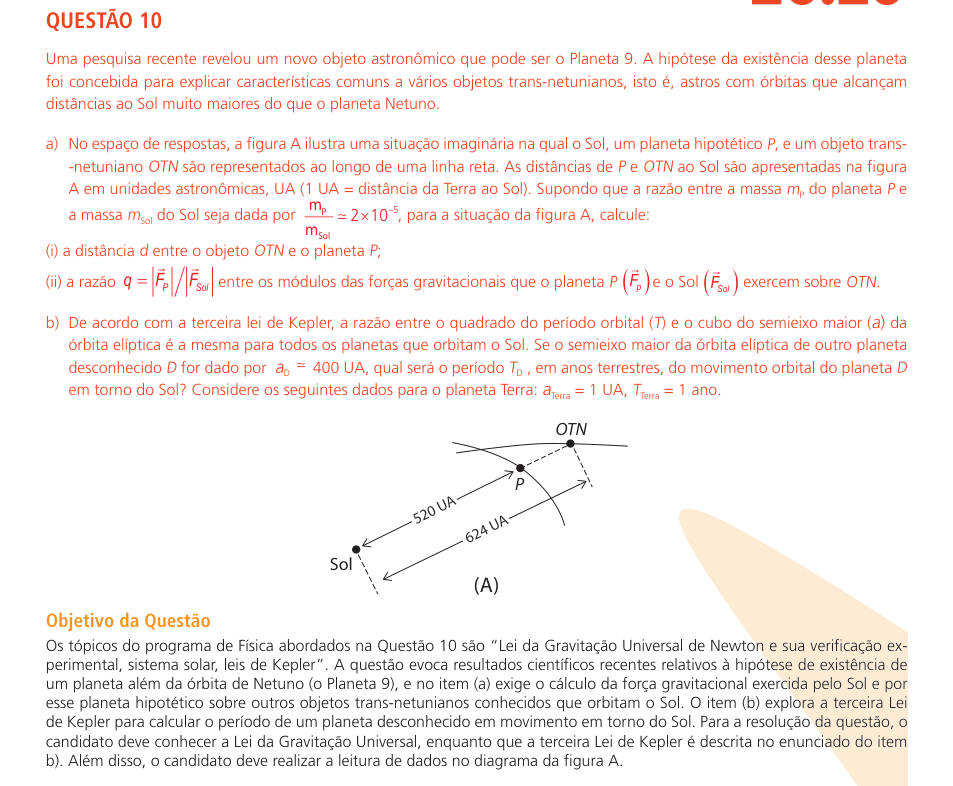 QUESTÃO 10
Uma pesquisa recente revelou um novo objeto astronômico que pode ser o Planeta 9. A hipótese da existência desse planeta
foi concebida para explicar características comuns a vários objetos trans-netunianos, isto é, astros com órbitas que alcançam
distâncias ao Sol muito maiores do que o planeta Netuno.
a) No espaço de respostas, a figura A ilustra uma situação imaginária na qual o Sol, um planeta hipotético P, e um objeto trans-
-netuniano OTN são representados ao longo de uma linha reta. As distâncias de P e OTN ao Sol são apresentadas na figura
A em unidades astronômicas, UA (1 UA = distância da Terra ao Sol). Supondo que a razão entre a massa m_P do planeta P e
a massa m_Sol do Sol seja dada por m_P/m_Sol ≃ 2×10⁻⁵, para a situação da figura A, calcule:
(i) a distância d entre o objeto OTN e o planeta P;
(ii) a razão q = |F⃗_P|/|F⃗_Sol| entre os módulos das forças gravitacionais que o planeta P (F⃗_p) e o Sol (F⃗_Sol) exercem sobre OTN.
b) De acordo com a terceira lei de Kepler, a razão entre o quadrado do período orbital (T) e o cubo do semieixo maior (a) da
órbita elíptica é a mesma para todos os planetas que orbitam o Sol. Se o semieixo maior da órbita elíptica de outro planeta
desconhecido D for dado por a_D ≃ 400 UA, qual será o período T_D , em anos terrestres, do movimento orbital do planeta D
em torno do Sol? Considere os seguintes dados para o planeta Terra: a_Terra = 1 UA, T_Terra = 1 ano.
OTN
P
520 UA
624 UA
Sol
(A)
Objetivo da Questão
Os tópicos do programa de Física abordados na Questão 10 são “Lei da Gravitação Universal de Newton e sua verificação ex-
perimental, sistema solar, leis de Kepler”. A questão evoca resultados científicos recentes relativos à hipótese de existência de
um planeta além da órbita de Netuno (o Planeta 9), e no item (a) exige o cálculo da força gravitacional exercida pelo Sol e por
esse planeta hipotético sobre outros objetos trans-netunianos conhecidos que orbitam o Sol. O item (b) explora a terceira Lei
de Kepler para calcular o período de um planeta desconhecido em movimento em torno do Sol. Para a resolução da questão, o
candidato deve conhecer a Lei da Gravitação Universal, enquanto que a terceira Lei de Kepler é descrita no enunciado do item
b). Além disso, o candidato deve realizar a leitura de dados no diagrama da figura A.